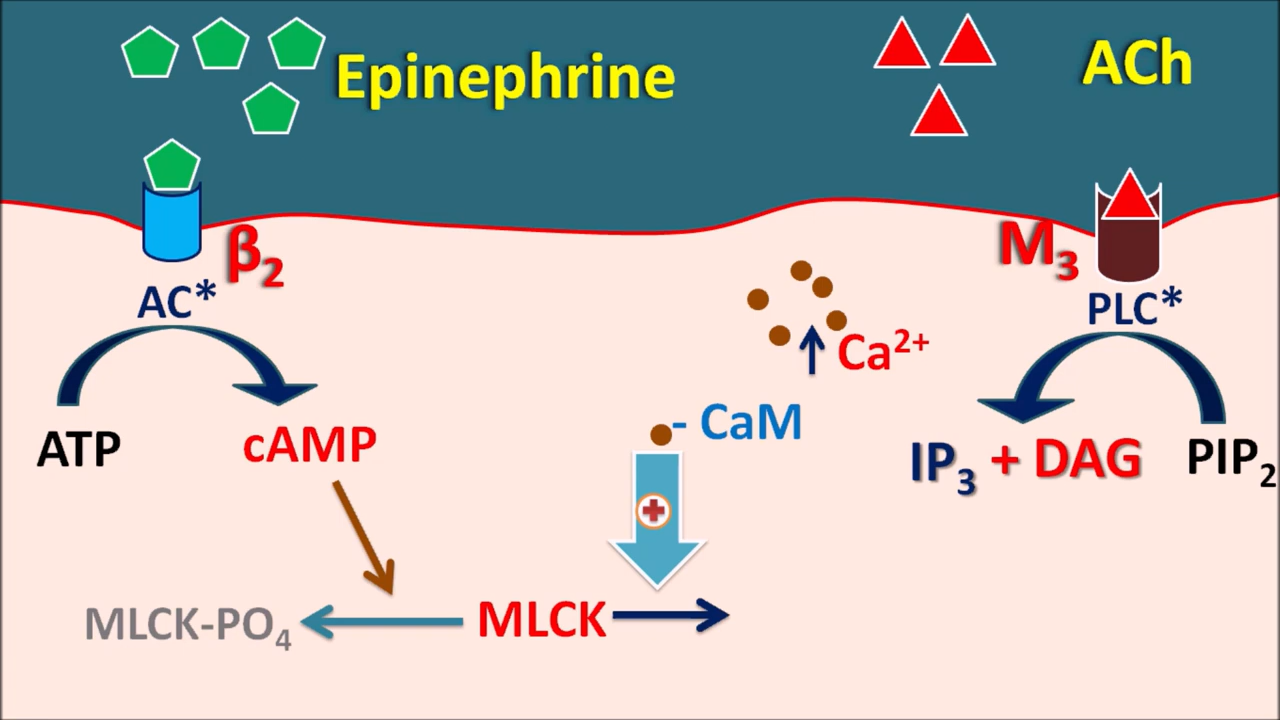 Epinephrine
ACh
β₂
M₃
AC*
PLC*
Ca²⁺
- CaM
ATP
cAMP
IP₃ + DAG
PIP₂
MLCK-PO₄
MLCK